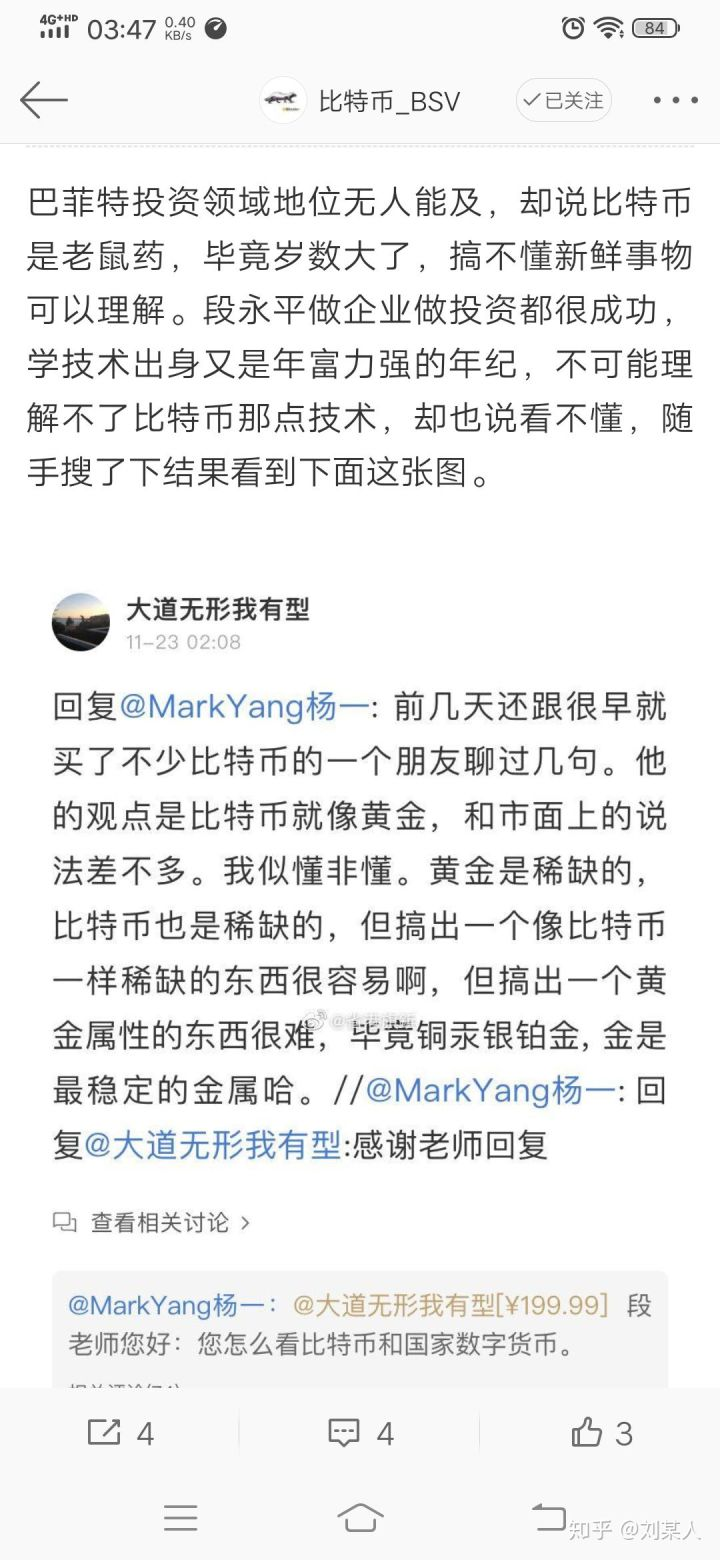 4G+HD 03:47 0.40 KB/s 84
比特币_BSV 已关注
巴菲特投资领域地位无人能及，却说比特币
是老鼠药，毕竟岁数大了，搞不懂新鲜事物
可以理解。段永平做企业做投资都很成功，
学技术出身又是年富力强的年纪，不可能理
解不了比特币那点技术，却也说看不懂，随
手搜了下结果看到下面这张图。
大道无形我有型
11-23 02:08
回复@MarkYang杨一: 前几天还跟很早就
买了不少比特币的一个朋友聊过几句。他
的观点是比特币就像黄金，和市面上的说
法差不多。我似懂非懂。黄金是稀缺的，
比特币也是稀缺的，但搞出一个像比特币
一样稀缺的东西很容易啊，但搞出一个黄
金属性的东西很难，毕竟铜汞银铂金, 金是
最稳定的金属哈。//@MarkYang杨一: 回
复@大道无形我有型:感谢老师回复
查看相关讨论
@MarkYang杨一：@大道无形我有型[¥199.99] 段
老师您好：您怎么看比特币和国家数字货币。
4 4 3
知乎 @刘某人